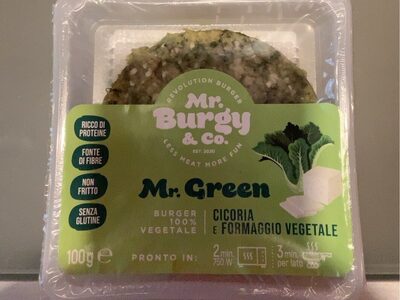 REVOLUTION BURGER
Mr.
Burgy
& Co.
EST. 2020
LESS MEAT MORE FUN
RICCO DI
PROTEINE
FONTE
DI FIBRE
NON
FRITTO
SENZA
GLUTINE
Mr. Green
BURGER
100%
VEGETALE
CICORIA
E FORMAGGIO VEGETALE
100g e
PRONTO IN:
2 min.
750 W
3 min.
per lato